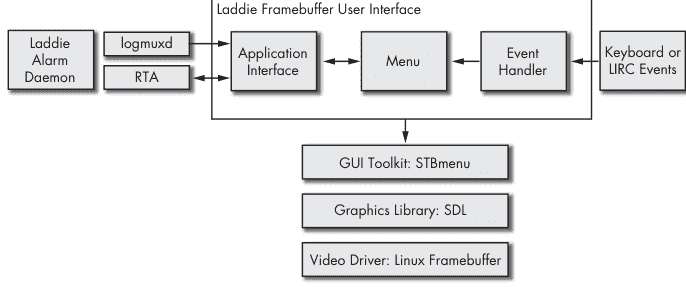 Laddie Framebuffer User Interface
Laddie
Alarm
Daemon
logmuxd
RTA
Application
Interface
Menu
Event
Handler
Keyboard or
LIRC Events
GUI Toolkit: STBmenu
Graphics Library: SDL
Video Driver: Linux Framebuffer